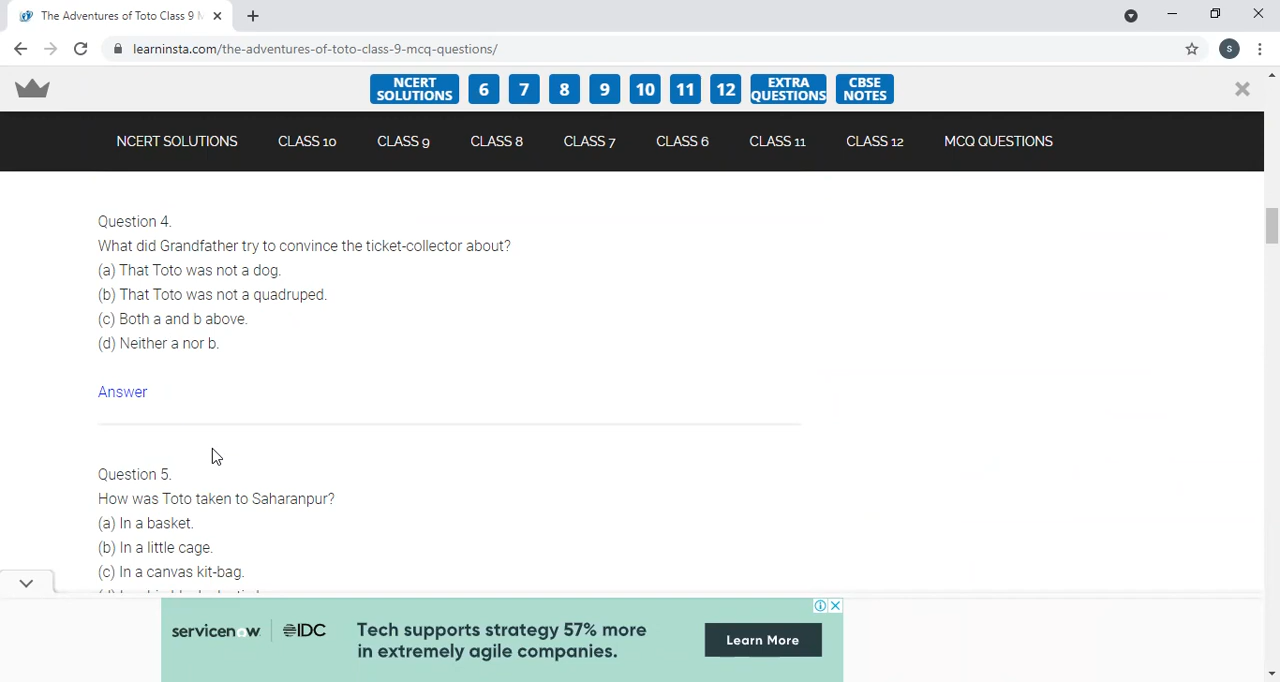 The Adventures of Toto Class 9 M
learninsta.com/the-adventures-of-toto-class-9-mcq-questions/
S
NCERT SOLUTIONS
6
7
8
9
10
11
12
EXTRA QUESTIONS
CBSE NOTES
NCERT SOLUTIONS
CLASS 10
CLASS 9
CLASS 8
CLASS 7
CLASS 6
CLASS 11
CLASS 12
MCQ QUESTIONS
Question 4.
What did Grandfather try to convince the ticket-collector about?
(a) That Toto was not a dog.
(b) That Toto was not a quadruped.
(c) Both a and b above.
(d) Neither a nor b.
Answer
Question 5.
How was Toto taken to Saharanpur?
(a) In a basket.
(b) In a little cage.
(c) In a canvas kit-bag.
servicenow
IDC
Tech supports strategy 57% more
in extremely agile companies.
Learn More